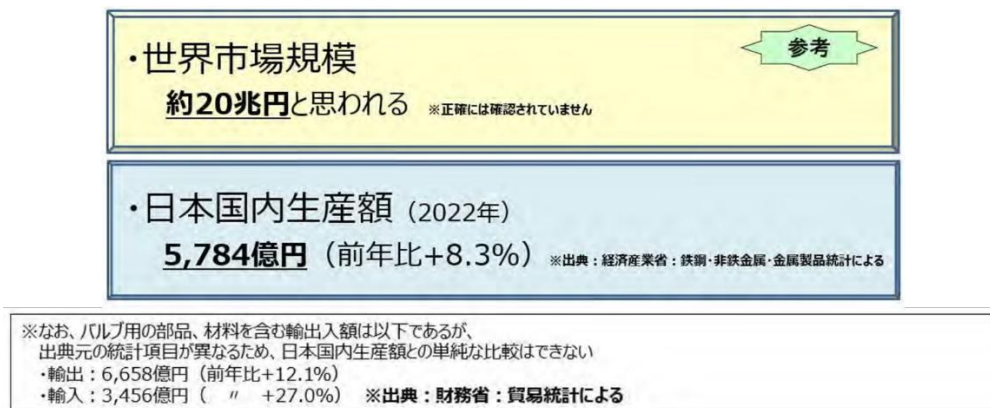 ・世界市場規模
参考
約20兆円と思われる ※正確には確認されていません
・日本国内生産額（2022年）
5,784億円（前年比+8.3%） ※出典：経済産業省：鉄鋼・非鉄金属・金属製品統計による
※なお、バルブ用の部品、材料を含む輸出入額は以下であるが、
出典元の統計項目が異なるため、日本国内生産額との単純な比較はできない
・輸出：6,658億円（前年比+12.1%）
・輸入：3,456億円（ 〃 +27.0%） ※出典：財務省：貿易統計による